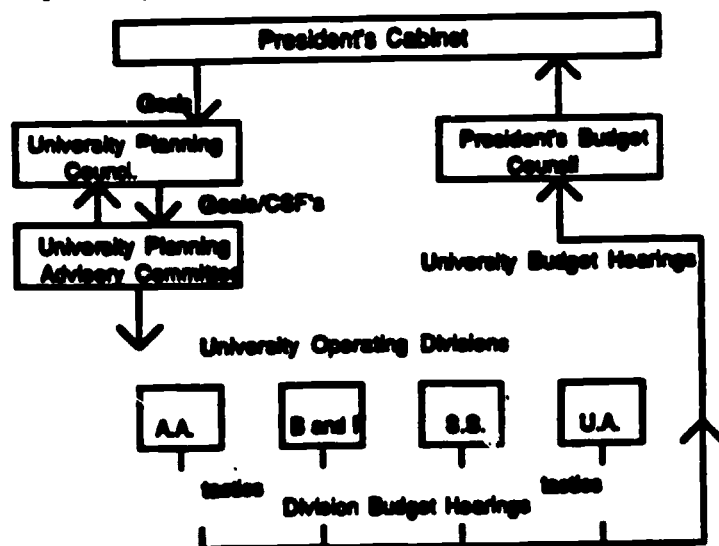 President's Cabinet
Goals
University Planning
Council
President's Budget
Council
Goals/CSF's
University Planning
Advisory Committee
University Budget Hearings
University Operating Divisions
A.A.
B and F
S.S.
U.A.
tactics
tactics
Division Budget Hearings